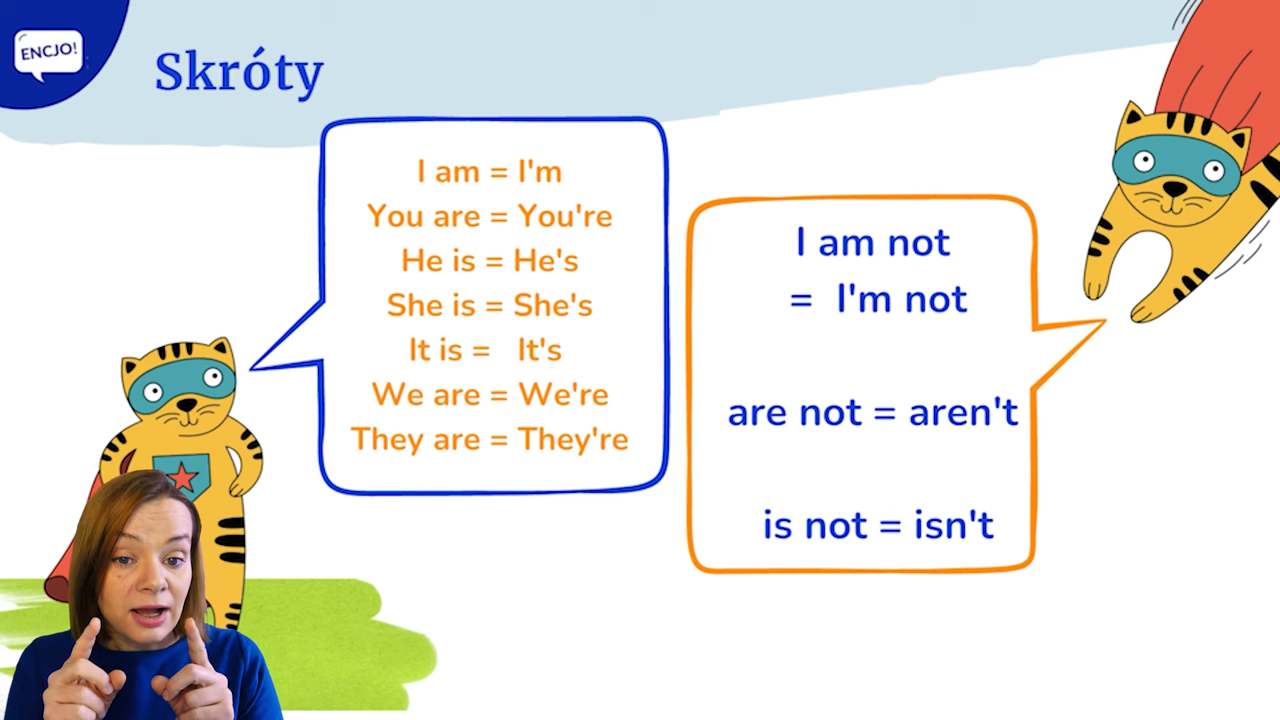 ENCJO!
Skróty
I am = I'm
You are = You're
He is = He's
She is = She's
It is = It's
We are = We're
They are = They're
I am not
= I'm not
are not = aren't
is not = isn't